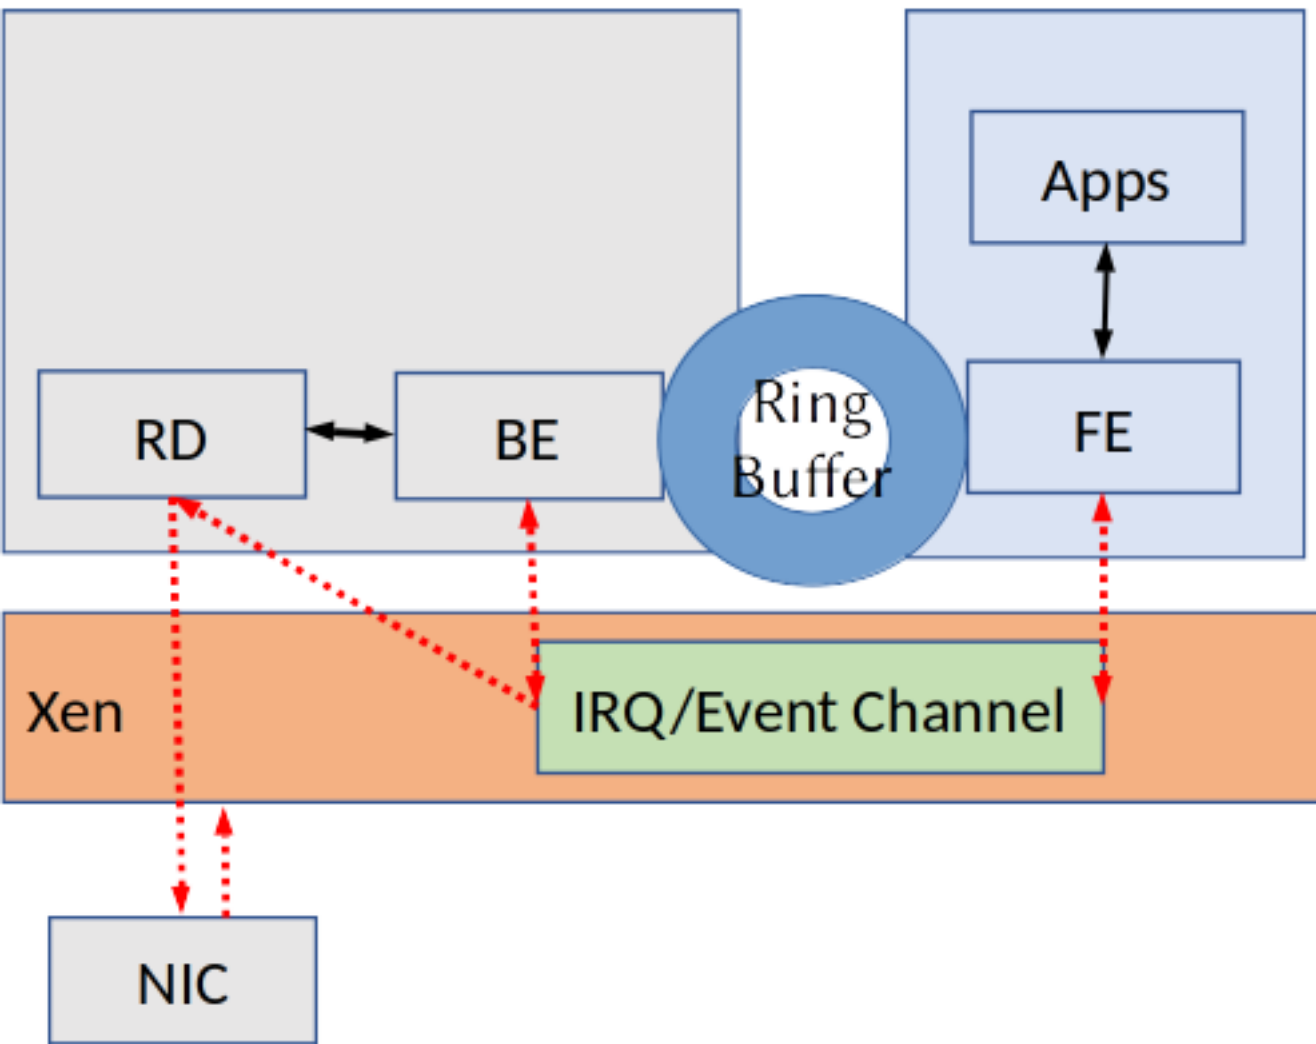 Apps
RD
BE
Ring
Buffer
FE
Xen
IRQ/Event Channel
NIC